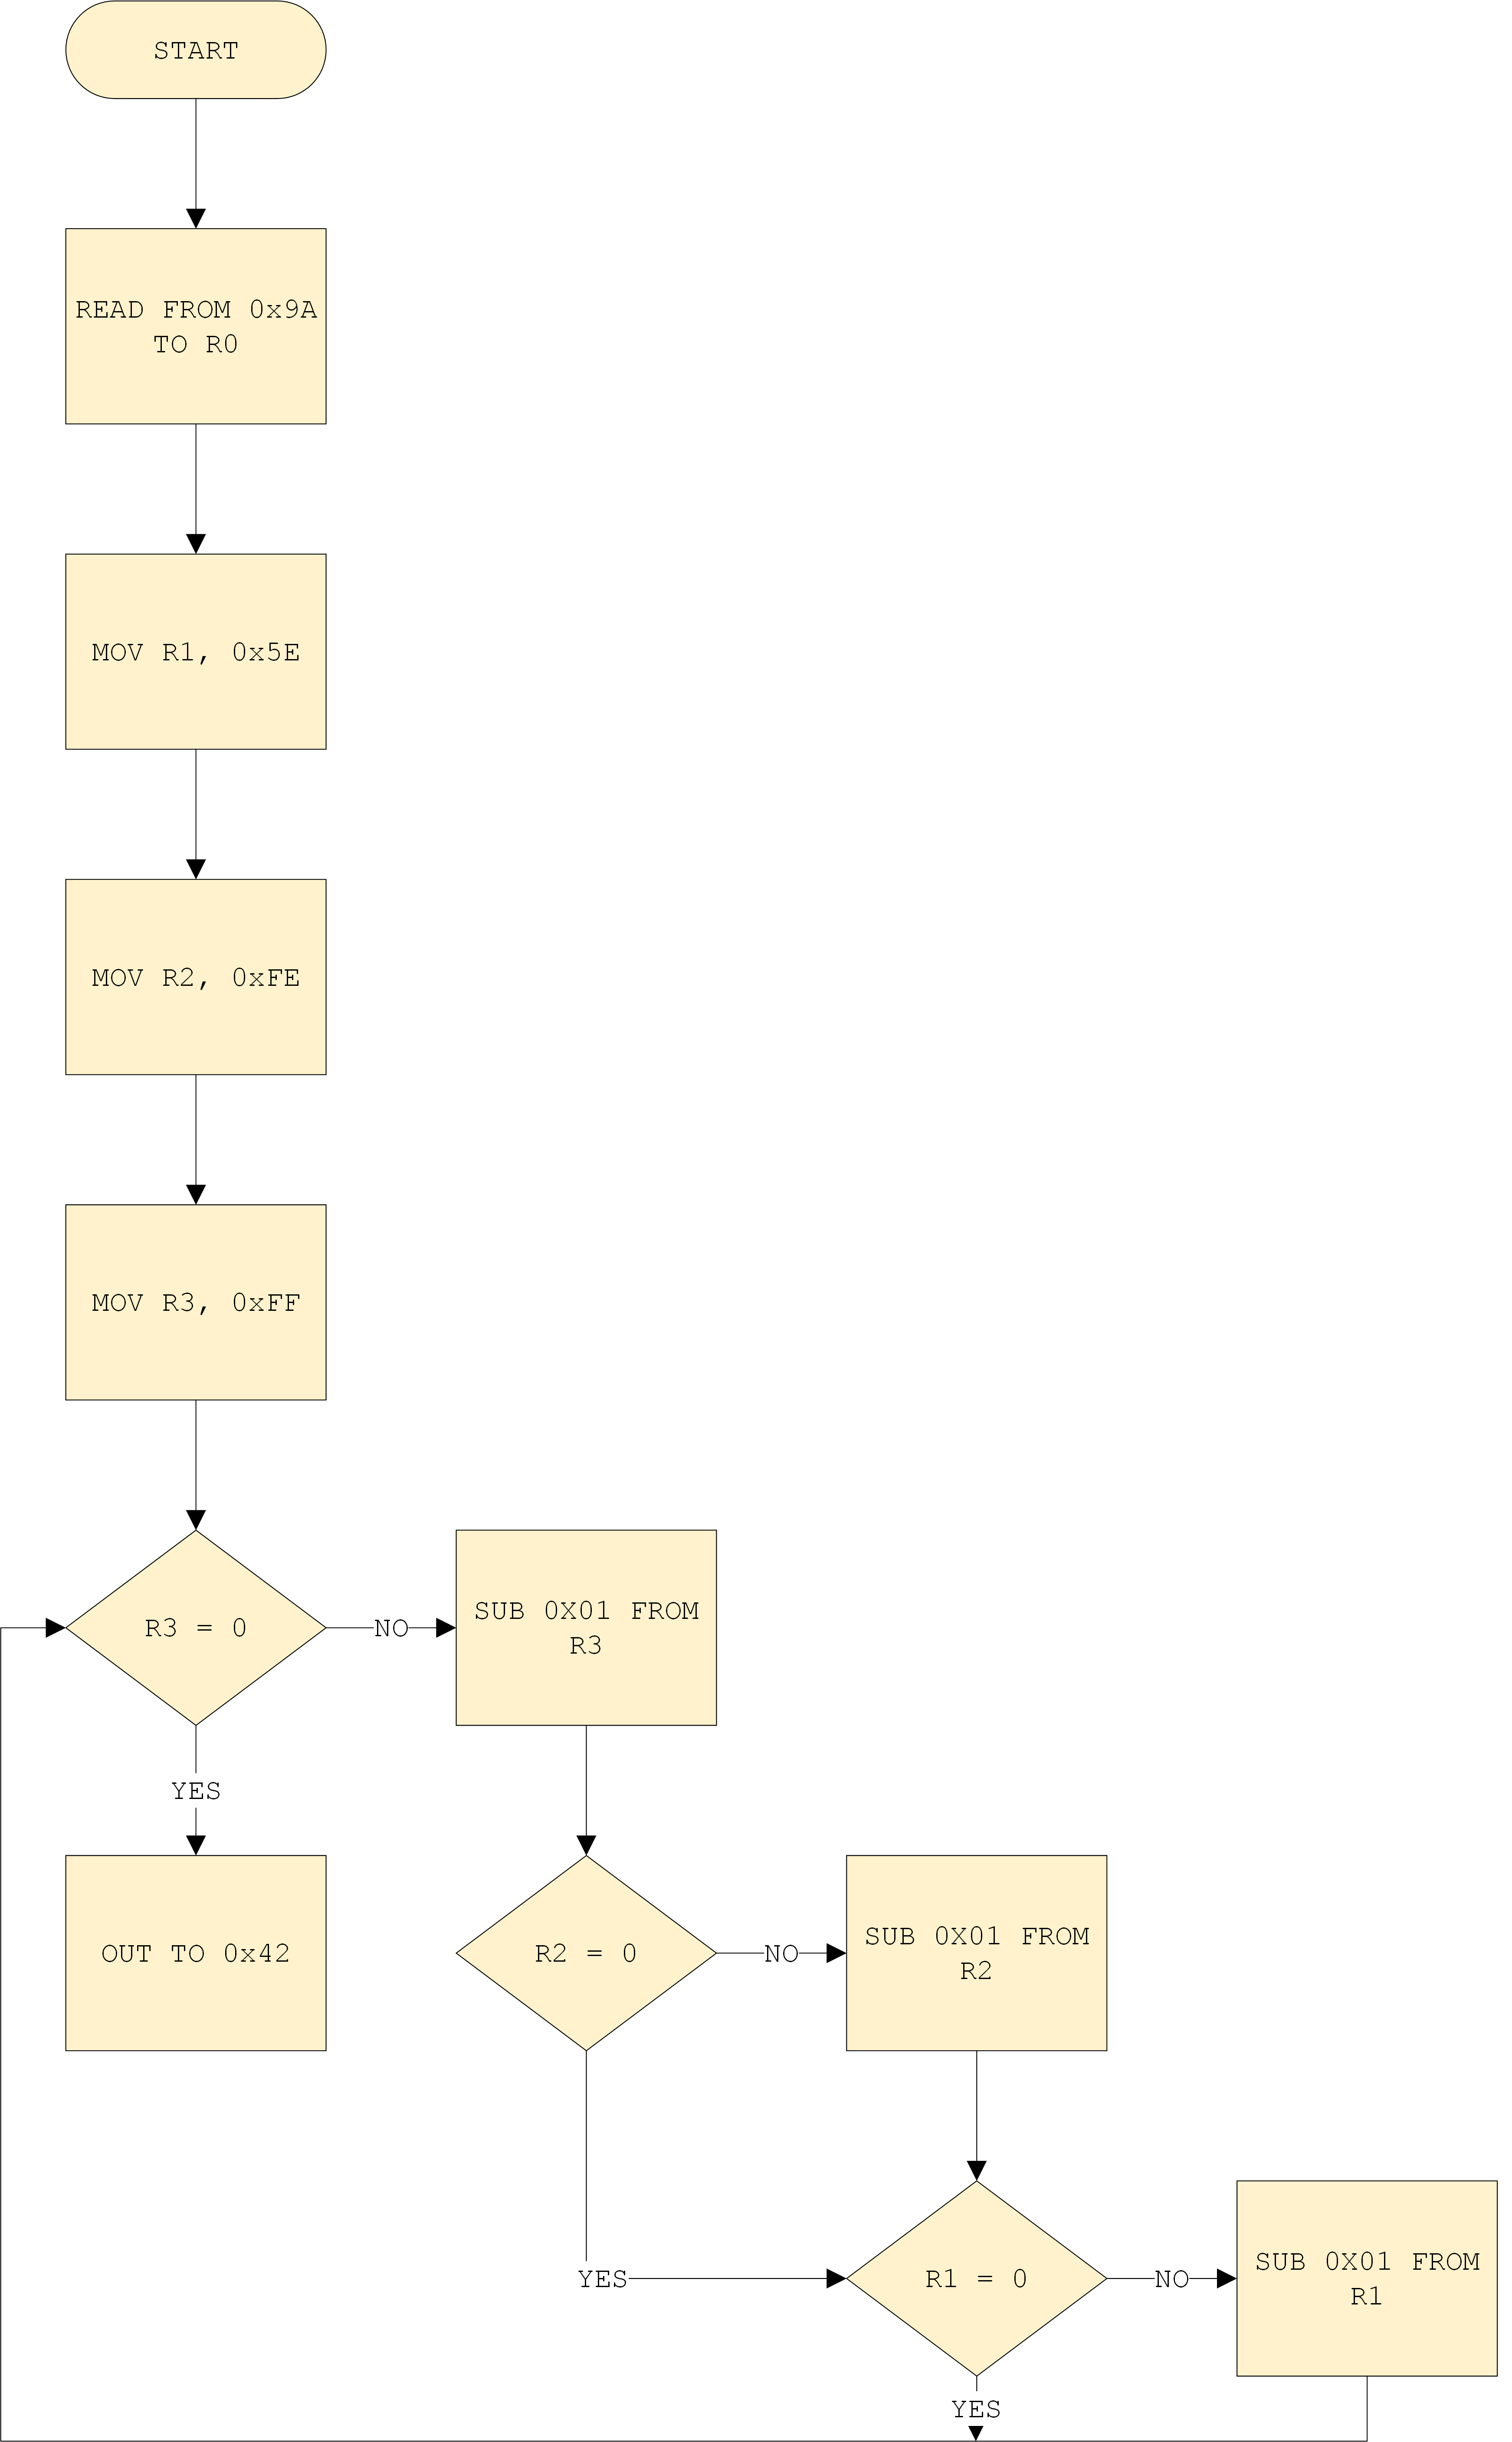 START
READ FROM 0x9A
TO R0
MOV R1, 0x5E
MOV R2, 0xFE
MOV R3, 0xFF
R3 = 0
NO
SUB 0X01 FROM
R3
YES
OUT TO 0x42
R2 = 0
NO
SUB 0X01 FROM
R2
YES
R1 = 0
NO
SUB 0X01 FROM
R1
YES